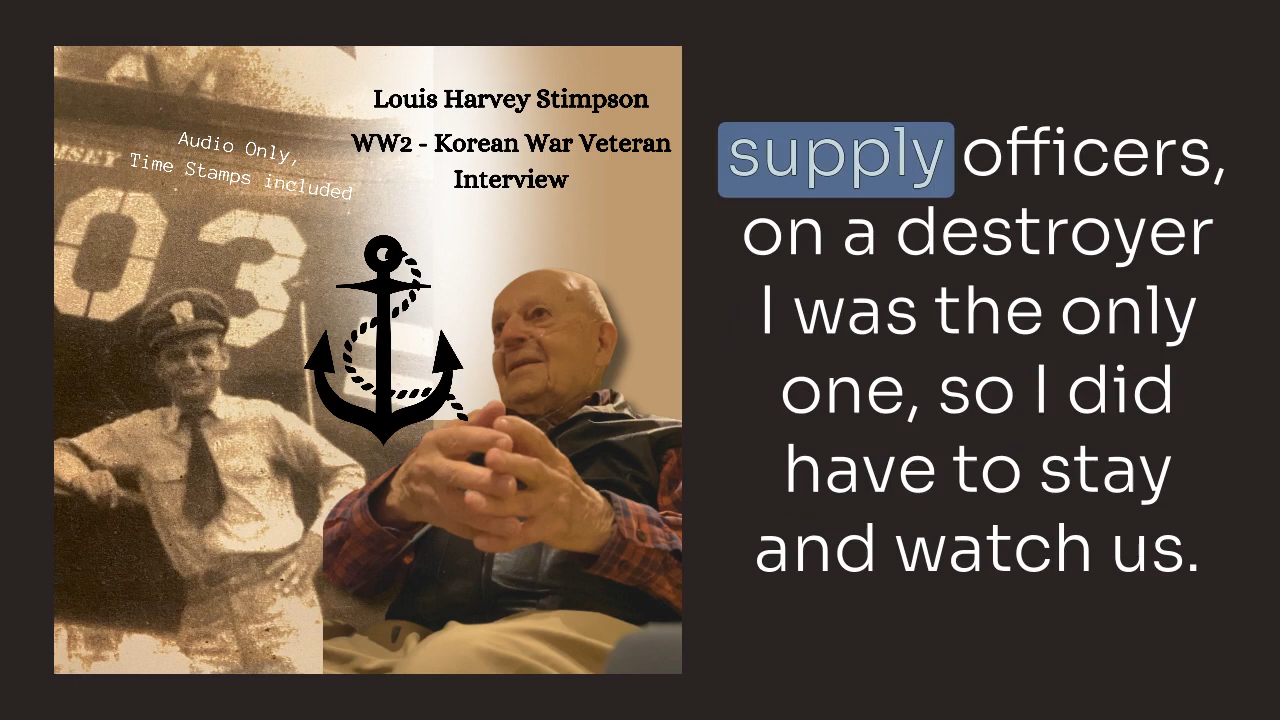 Louis Harvey Stimpson
WW2 - Korean War Veteran
Interview
Audio Only,
Time Stamps included
MSEY
03
supply officers,
on a destroyer
I was the only
one, so I did
have to stay
and watch us.